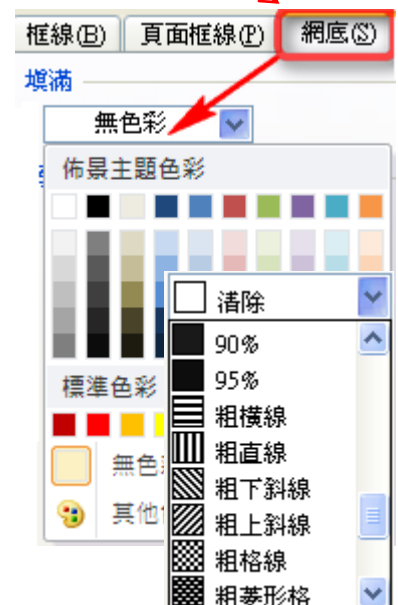 框線(B) 頁面框線(P) 網底(S)
填滿
無色彩
佈景主題色彩
清除
90%
95%
標準色彩
粗橫線
粗直線
無色
粗下斜線
其他
粗上斜線
粗格線
粗菱形格